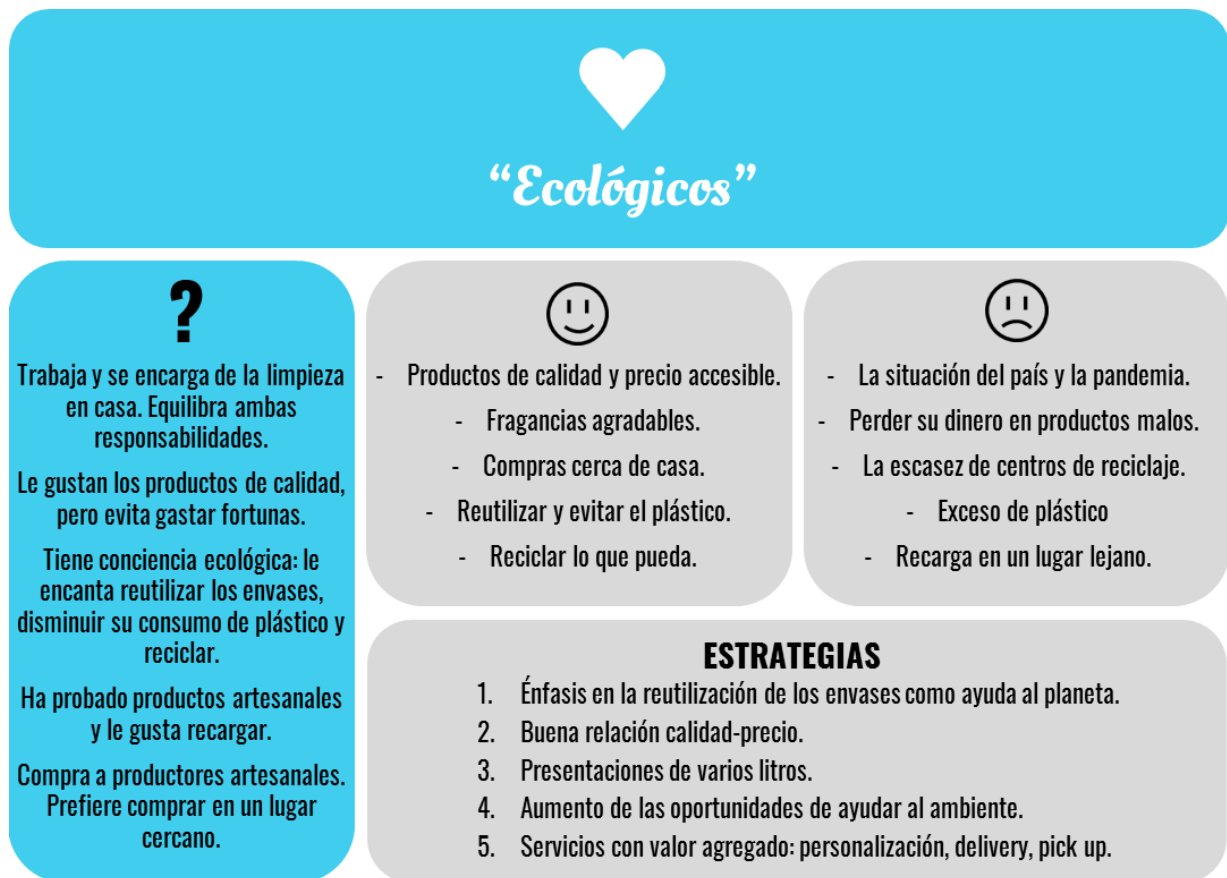 “Ecológicos”
?
Trabaja y se encarga de la limpieza
en casa. Equilibra ambas
responsabilidades.
Le gustan los productos de calidad,
pero evita gastar fortunas.
Tiene conciencia ecológica: le
encanta reutilizar los envases,
disminuir su consumo de plástico y
reciclar.
Ha probado productos artesanales
y le gusta recargar.
Compra a productores artesanales.
Prefiere comprar en un lugar
cercano.
- Productos de calidad y precio accesible.
- Fragancias agradables.
- Compras cerca de casa.
- Reutilizar y evitar el plástico.
- Reciclar lo que pueda.
- La situación del país y la pandemia.
- Perder su dinero en productos malos.
- La escasez de centros de reciclaje.
- Exceso de plástico
- Recarga en un lugar lejano.
ESTRATEGIAS
1. Énfasis en la reutilización de los envases como ayuda al planeta.
2. Buena relación calidad-precio.
3. Presentaciones de varios litros.
4. Aumento de las oportunidades de ayudar al ambiente.
5. Servicios con valor agregado: personalización, delivery, pick up.